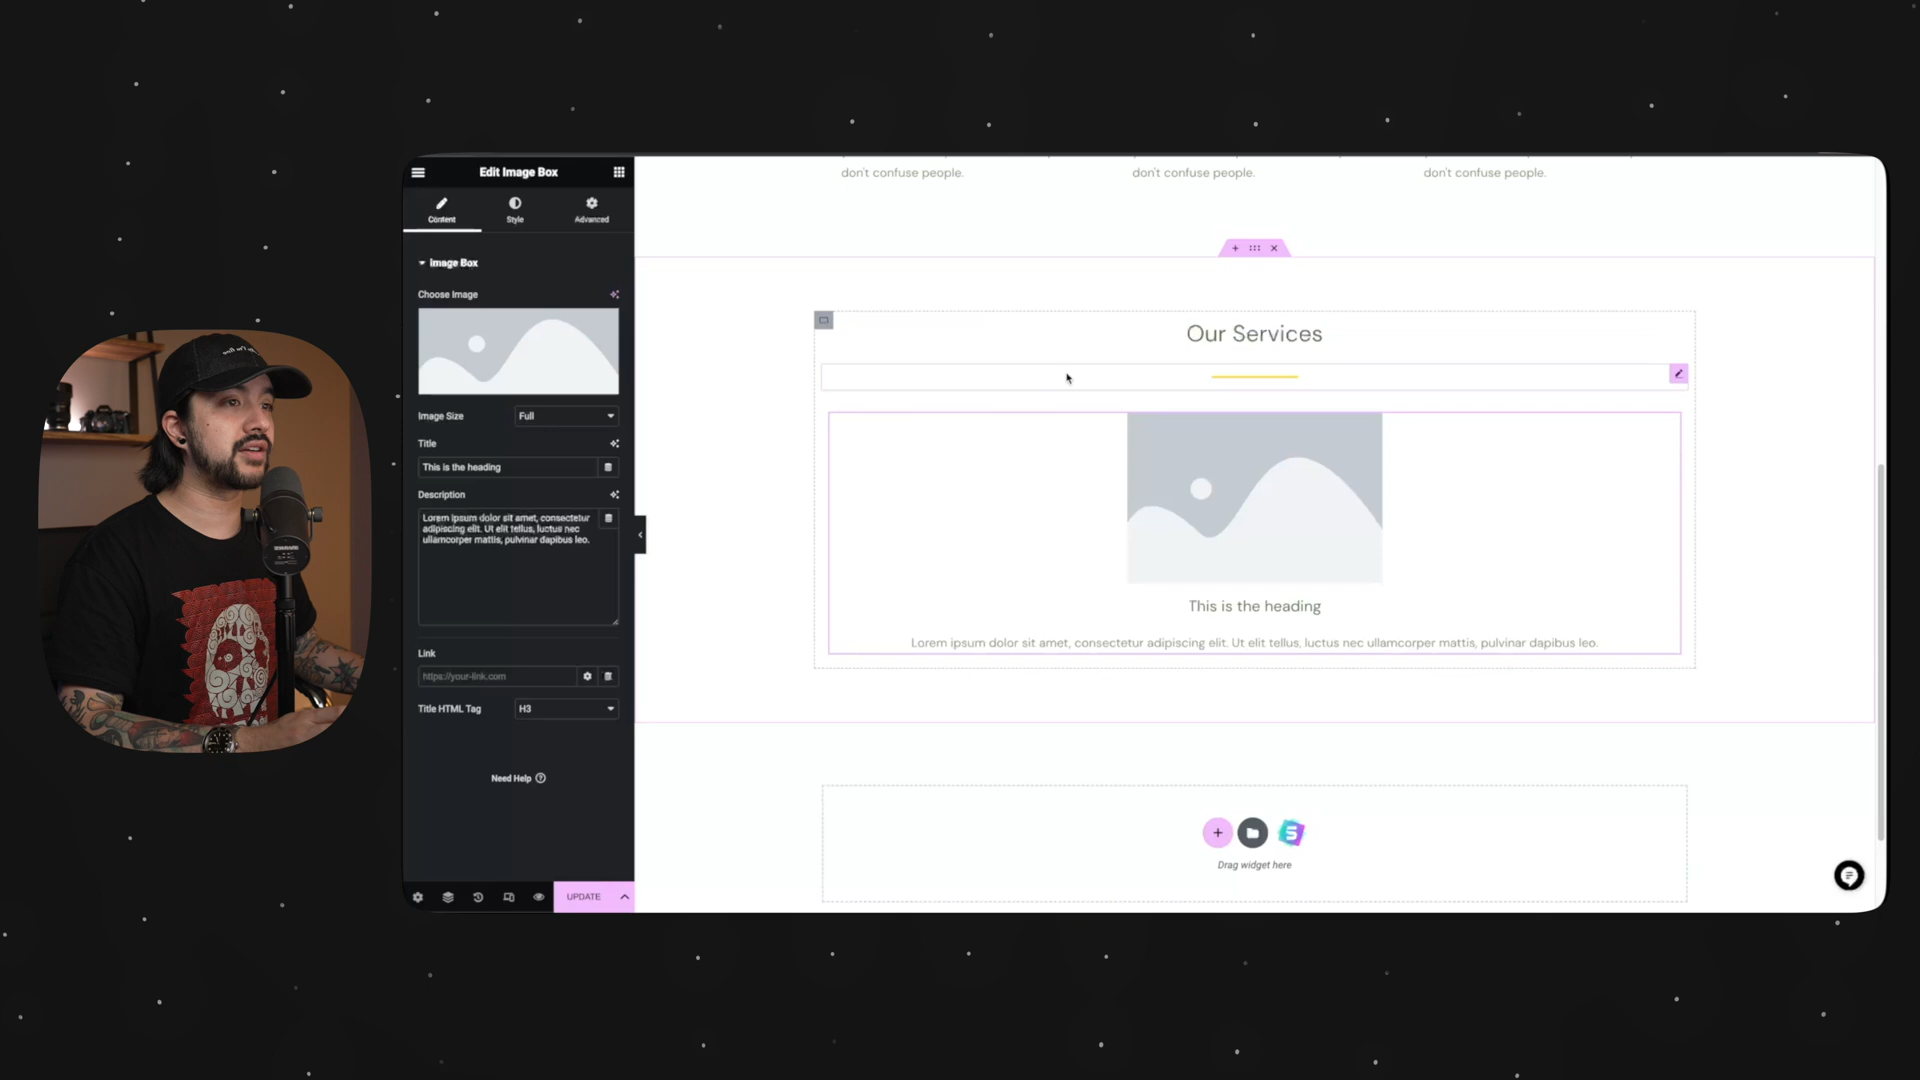 Edit Image Box
Content
Style
Advanced
Image Box
Choose Image
Image Size
Full
Title
This is the heading
Description
Lorem ipsum dolor sit amet, consectetur
adipiscing elit. Ut elit tellus, luctus nec
ullamcorper mattis, pulvinar dapibus leo.
Link
https://your-link.com
Title HTML Tag
H3
Need Help
UPDATE
don't confuse people.
don't confuse people.
don't confuse people.
Our Services
This is the heading
Lorem ipsum dolor sit amet, consectetur adipiscing elit. Ut elit tellus, luctus nec ullamcorper mattis, pulvinar dapibus leo.
Drag widget here